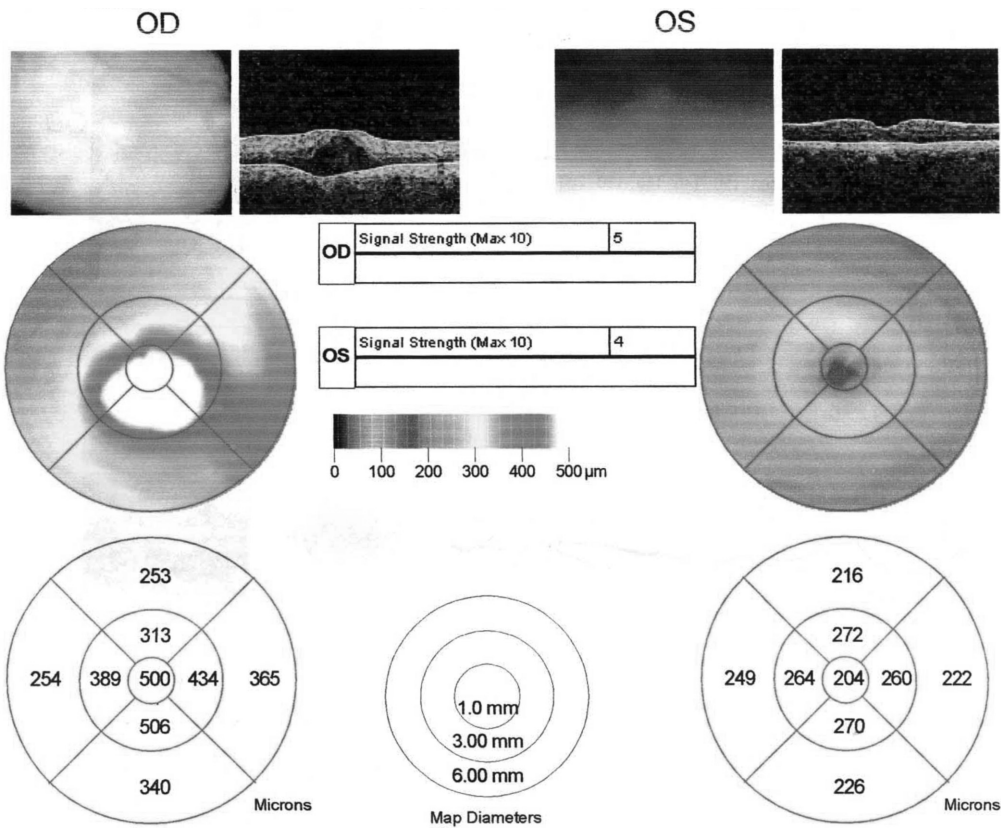 OD
OS
OD Signal Strength (Max 10) 5
OS Signal Strength (Max 10) 4
0 100 200 300 400 500 µm
253
313
254 389 500 434 365
506
340
Microns
1.0 mm
3.00 mm
6.00 mm
Map Diameters
216
272
249 264 204 260 222
270
226
Microns